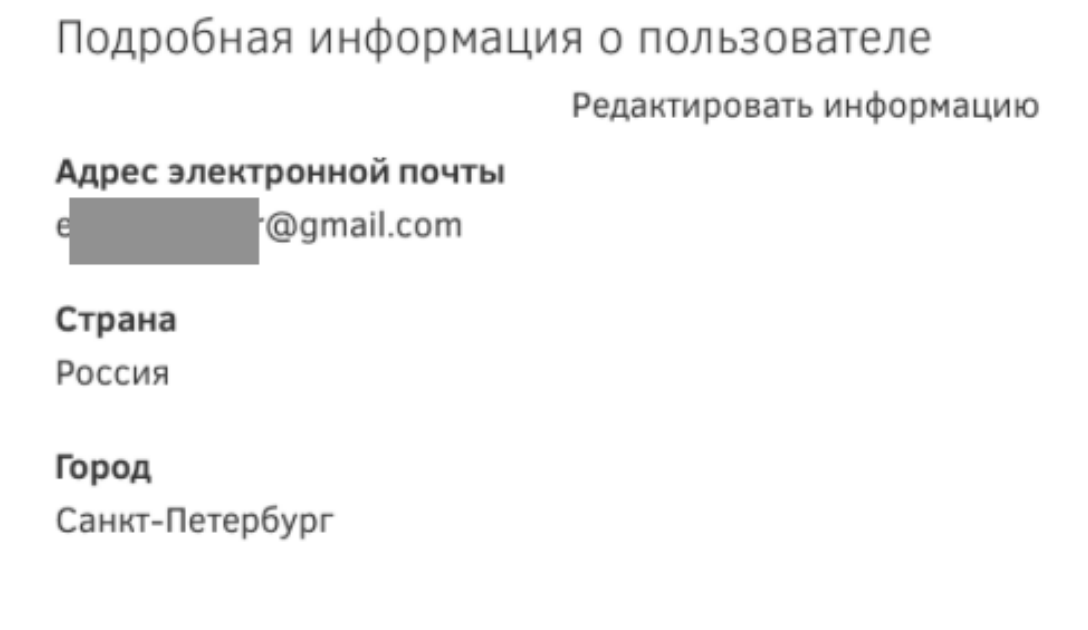 Подробная информация о пользователе
Редактировать информацию
Адрес электронной почты
@gmail.com
Страна
Россия
Город
Санкт-Петербург